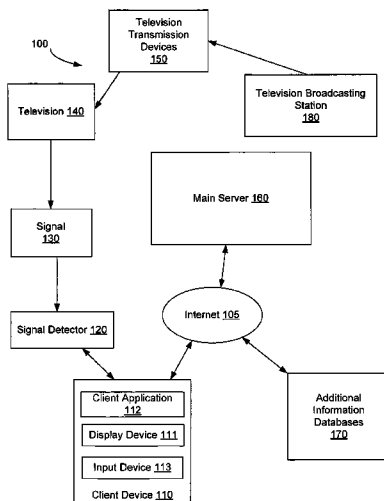 100
Television
Transmission
Devices
150
Television Broadcasting
Station
180
Television 140
Main Server 160
Signal
130
Signal Detector 120
Internet 105
Client Application
112
Display Device 111
Input Device 113
Client Device 110
Additional
Information
Databases
170